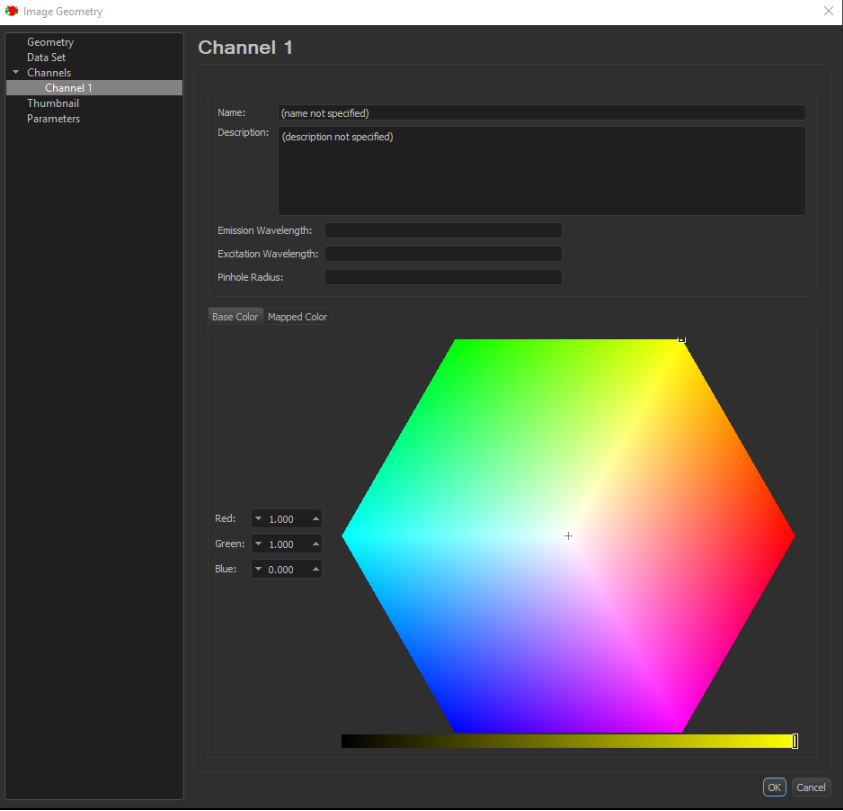 Image Geometry
Geometry
Data Set
Channels
Channel 1
Thumbnail
Parameters
Channel 1
Name: (name not specified)
Description: (description not specified)
Emission Wavelength:
Excitation Wavelength:
Pinhole Radius:
Base Color Mapped Color
Red: 1.000
Green: 1.000
Blue: 0.000
OK Cancel